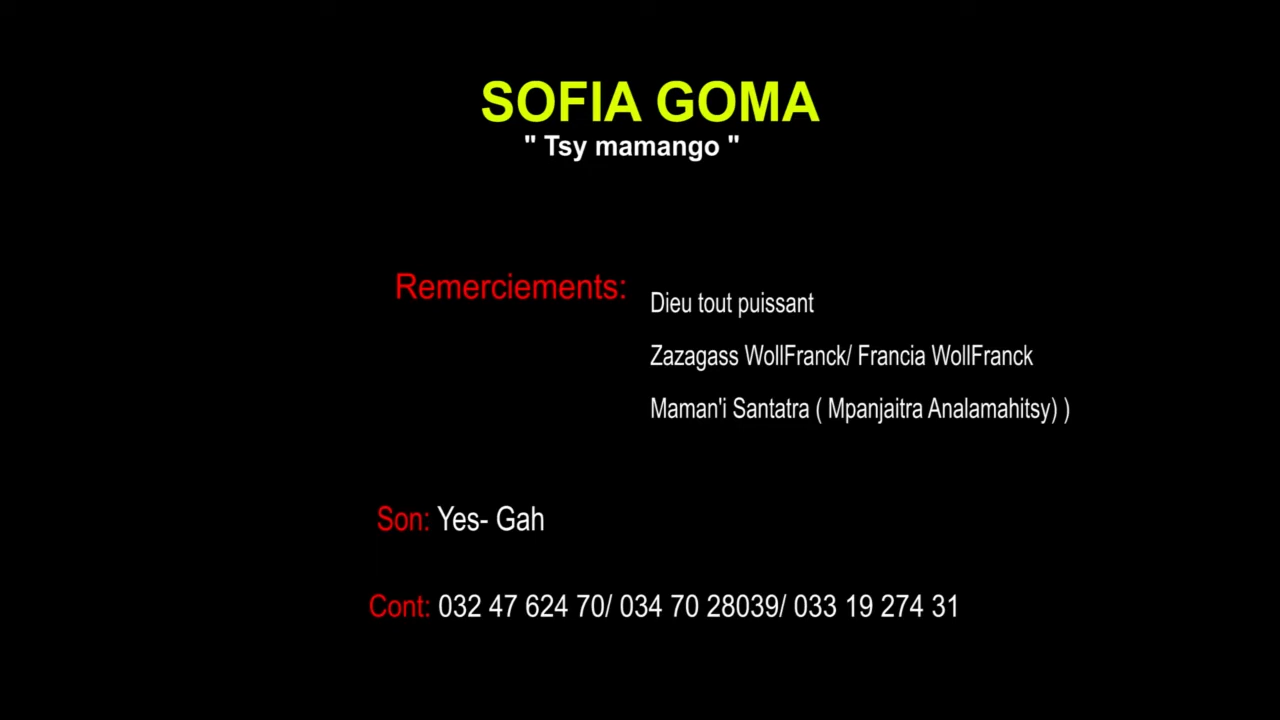 SOFIA GOMA
" Tsy mamango "
Remerciements:
Dieu tout puissant
Zazagass WollFranck/ Francia WollFranck
Maman'i Santatra ( Mpanjaitra Analamahitsy) )
Son: Yes- Gah
Cont: 032 47 624 70/ 034 70 28039/ 033 19 274 31